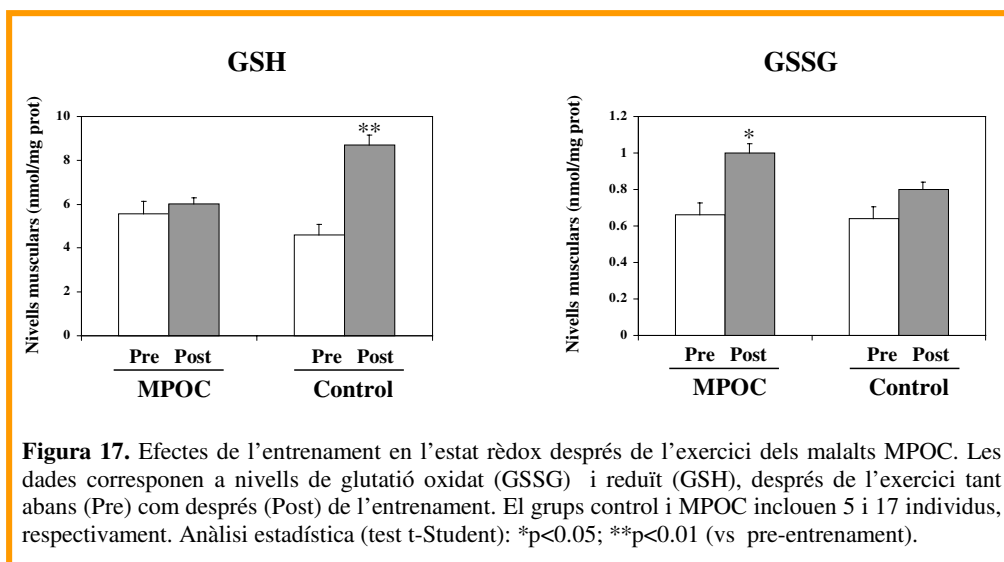 GSH
GSSG
Nivells musculars (nmol/mg prot)
10
8
6
4
2
0
**
Pre Post
Pre Post
MPOC
Control
Nivells musculars (nmol/mg prot)
1.2
1
0.8
0.6
0.4
0.2
0
*
Pre Post
Pre Post
MPOC
Control
Figura 17. Efectes de l’entrenament en l’estat rèdox després de l’exercici dels malalts MPOC. Les
dades corresponen a nivells de glutatió oxidat (GSSG) i reduït (GSH), després de l’exercici tant
abans (Pre) com després (Post) de l’entrenament. El grups control i MPOC inclouen 5 i 17 individus,
respectivament. Anàlisi estadística (test t-Student): *p<0.05; **p<0.01 (vs pre-entrenament).